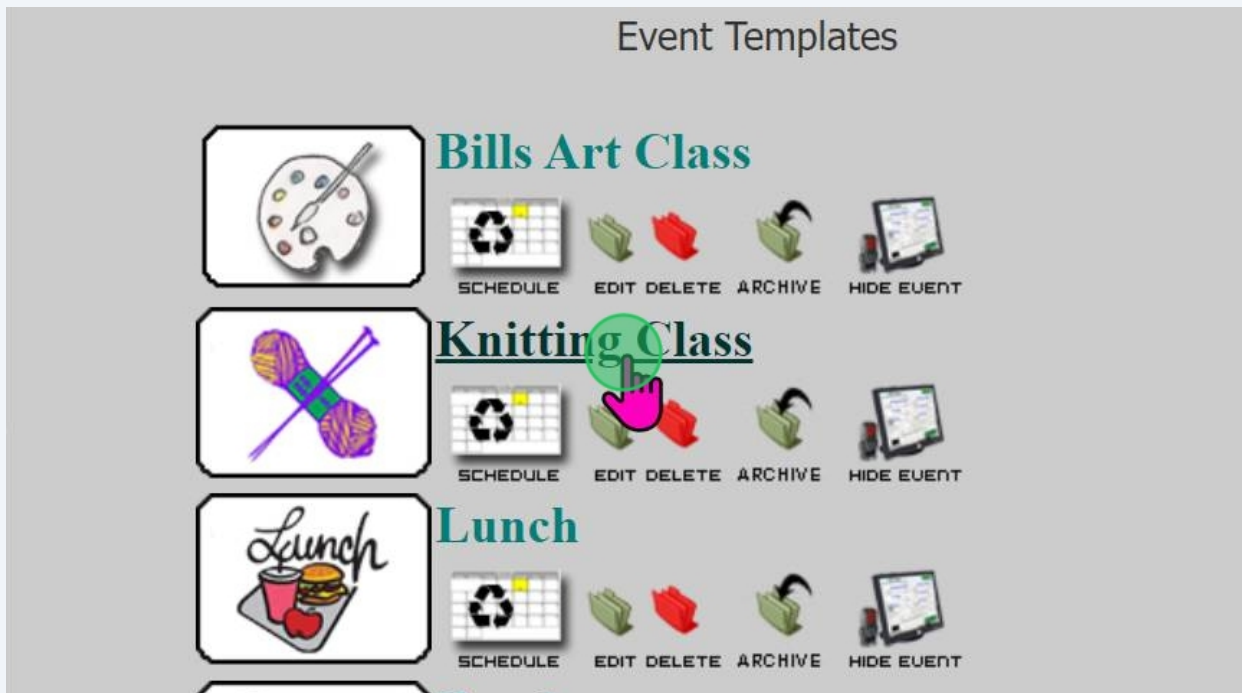 Event Templates
Bills Art Class
SCHEDULE EDIT DELETE ARCHIVE HIDE EVENT
Knitting Class
SCHEDULE EDIT DELETE ARCHIVE HIDE EVENT
Lunch
Lunch
SCHEDULE EDIT DELETE ARCHIVE HIDE EVENT